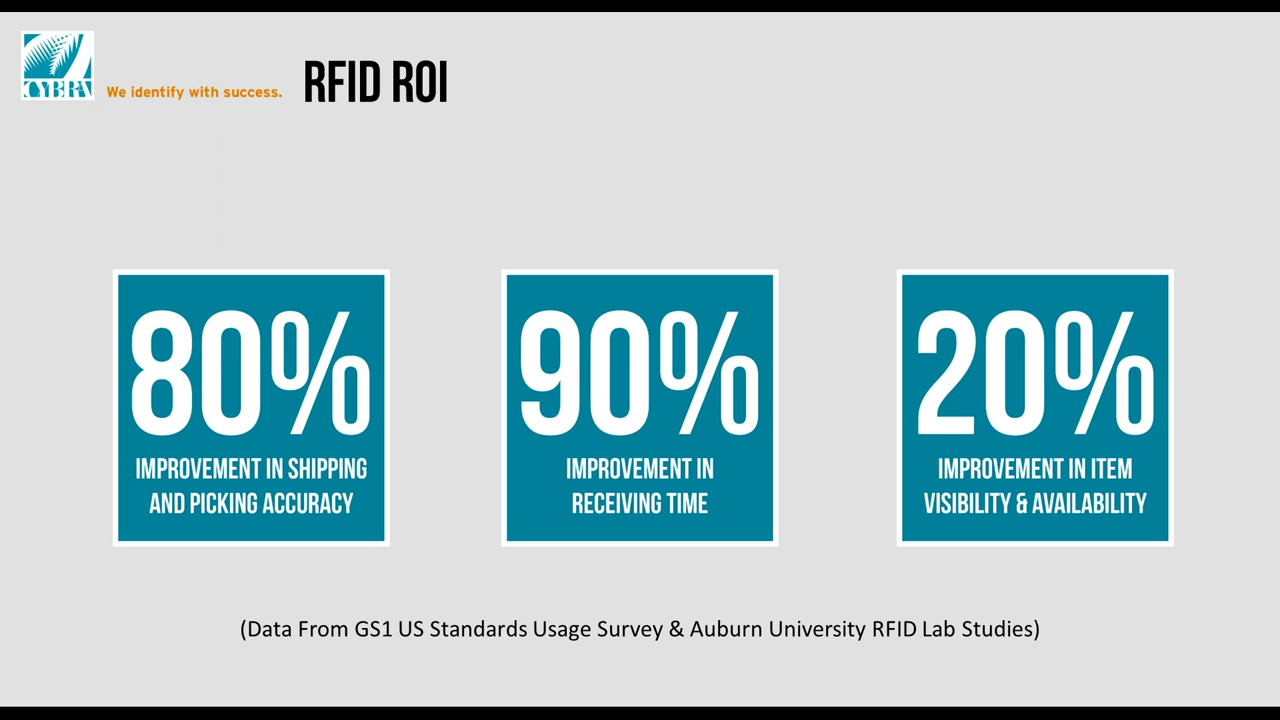 CYBRA
We identify with success.
RFID ROI
80%
IMPROVEMENT IN SHIPPING
AND PICKING ACCURACY
90%
IMPROVEMENT IN
RECEIVING TIME
20%
IMPROVEMENT IN ITEM
VISIBILITY & AVAILABILITY
(Data From GS1 US Standards Usage Survey & Auburn University RFID Lab Studies)